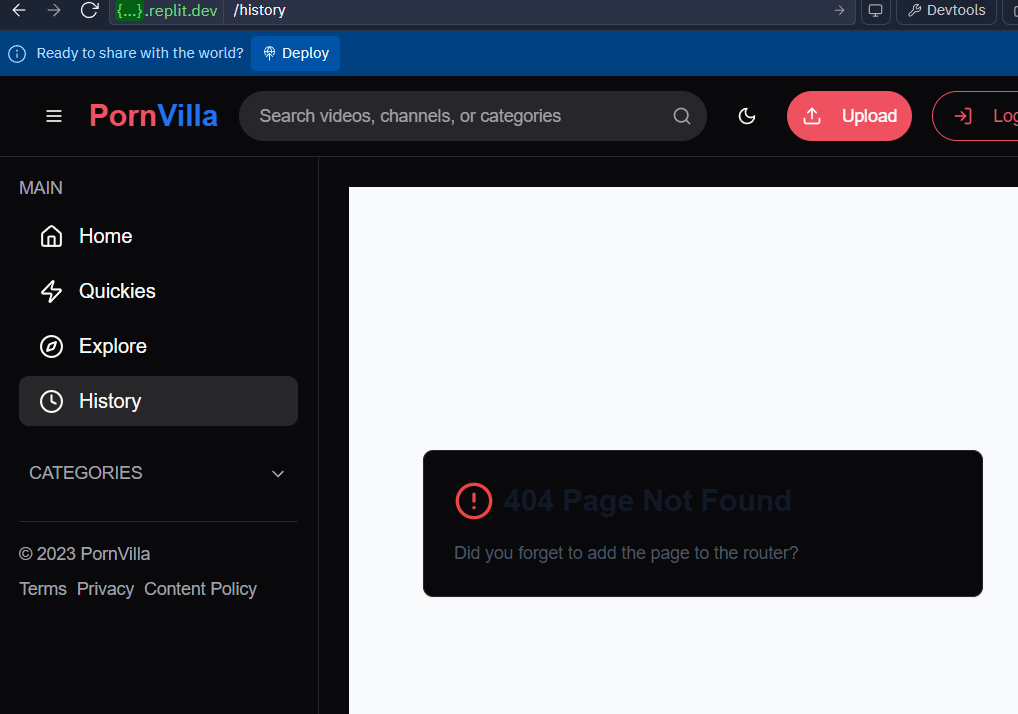 {...}.replit.dev /history
Devtools
Ready to share with the world? Deploy
PornVilla
Search videos, channels, or categories
Upload
Log
MAIN
Home
Quickies
Explore
History
CATEGORIES
© 2023 PornVilla
Terms Privacy Content Policy
404 Page Not Found
Did you forget to add the page to the router?